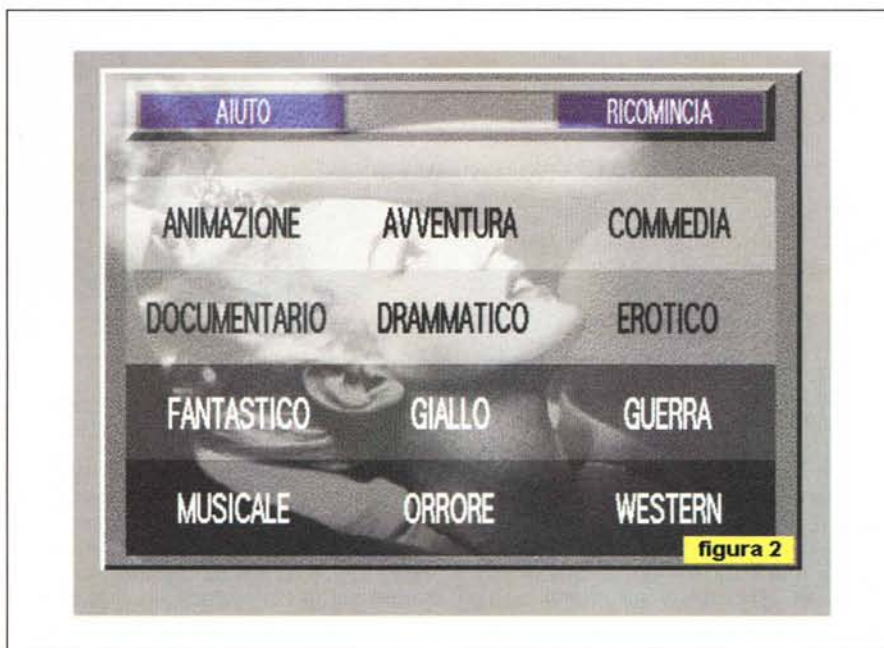 AIUTO RICOMINCIA
ANIMAZIONE AVVENTURA COMMEDIA
DOCUMENTARIO DRAMMATICO EROTICO
FANTASTICO GIALLO GUERRA
MUSICALE ORRORE WESTERN
figura 2